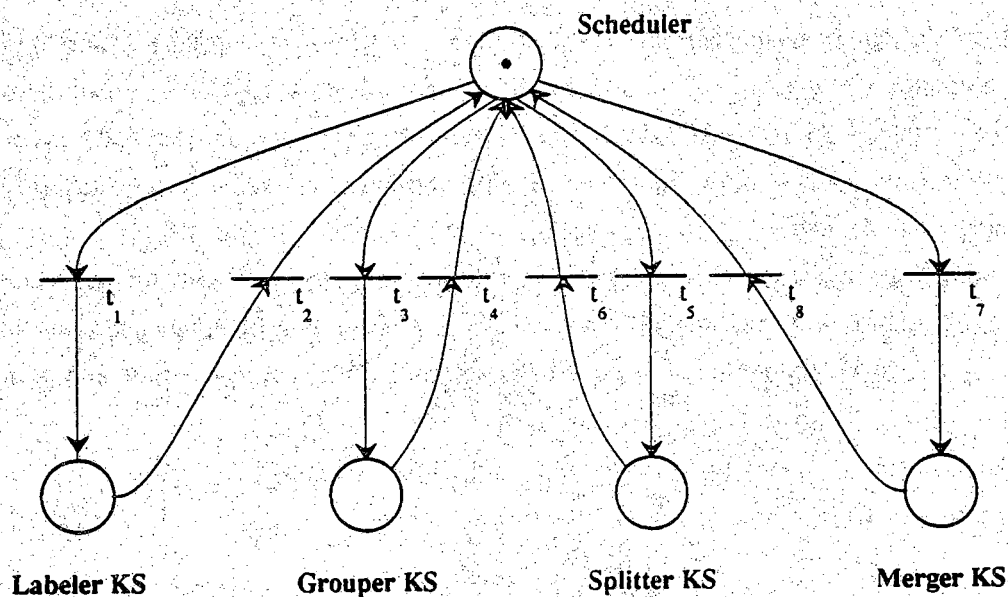 Scheduler
t1 t2 t3 t4 t6 t5 t8 t7
Labeler KS Grouper KS Splitter KS Merger KS